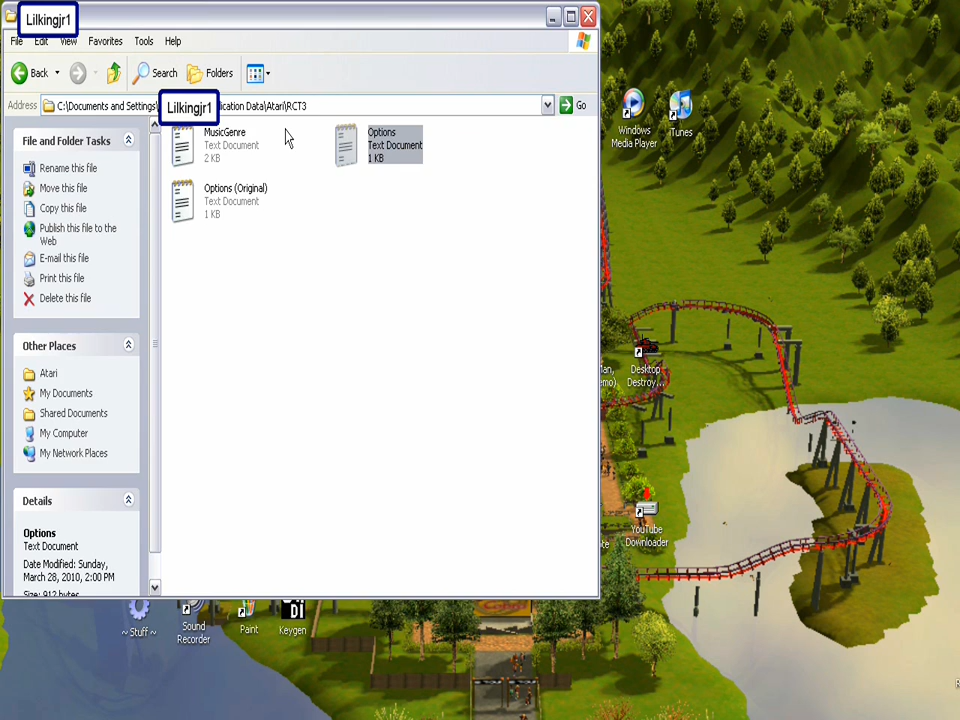 Lilkingjr1
File Edit View Favorites Tools Help
Back Search Folders
Address C:\Documents and Settings\ Lilkingjr1 lication Data\Atari\RCT3 Go
File and Folder Tasks
Rename this file
Move this file
Copy this file
Publish this file to the
Web
E-mail this file
Print this file
Delete this file
Other Places
Atari
My Documents
Shared Documents
My Computer
My Network Places
Details
Options
Text Document
Date Modified: Sunday,
March 28, 2010, 2:00 PM
Size: 912 bytes
MusicGenre
Text Document
2 KB
Options
Text Document
1 KB
Options (Original)
Text Document
1 KB
Windows
Media Player
iTunes
Desktop
Destroy...
YouTube
Downloader
~ Stuff ~
Sound
Recorder
Paint
Keygen